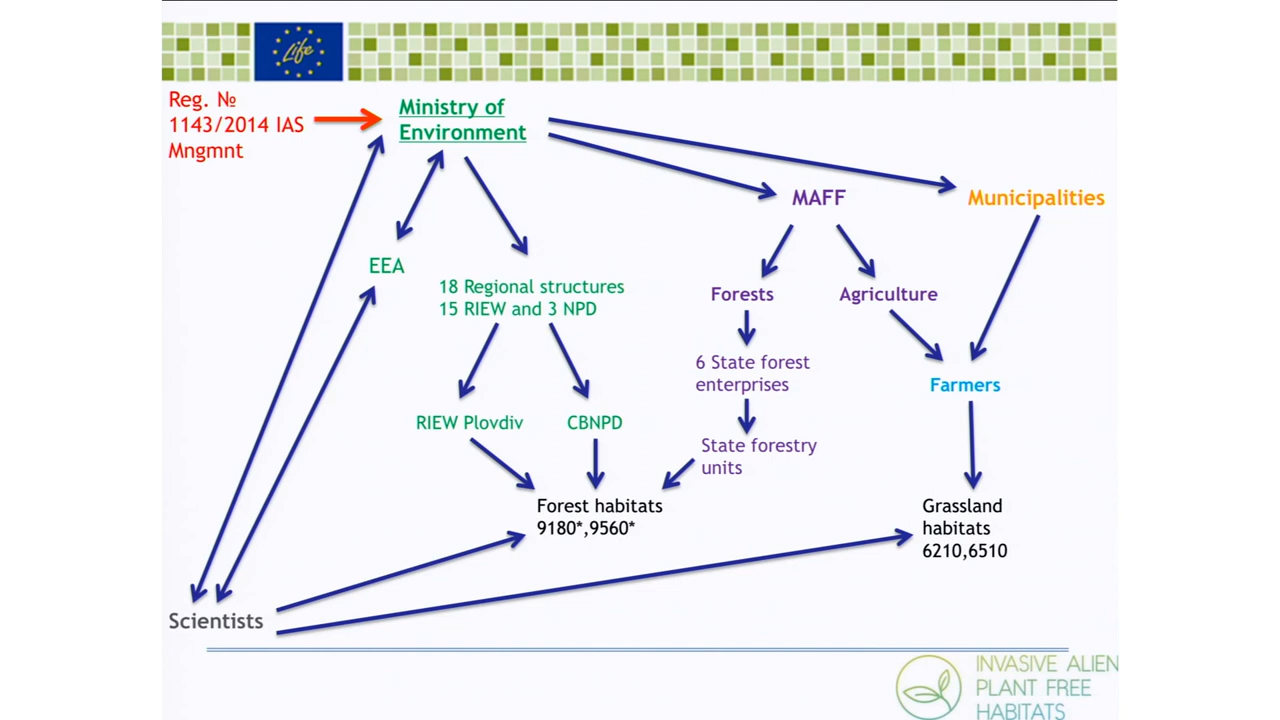 Life
Reg. №
1143/2014 IAS
Mngmnt
Ministry of
Environment
MAFF
Municipalities
EEA
18 Regional structures
15 RIEW and 3 NPD
Forests
Agriculture
6 State forest
enterprises
Farmers
RIEW Plovdiv
CBNPD
State forestry
units
Forest habitats
9180*,9560*
Grassland
habitats
6210,6510
Scientists
INVASIVE ALIEN
PLANT FREE
HABITATS